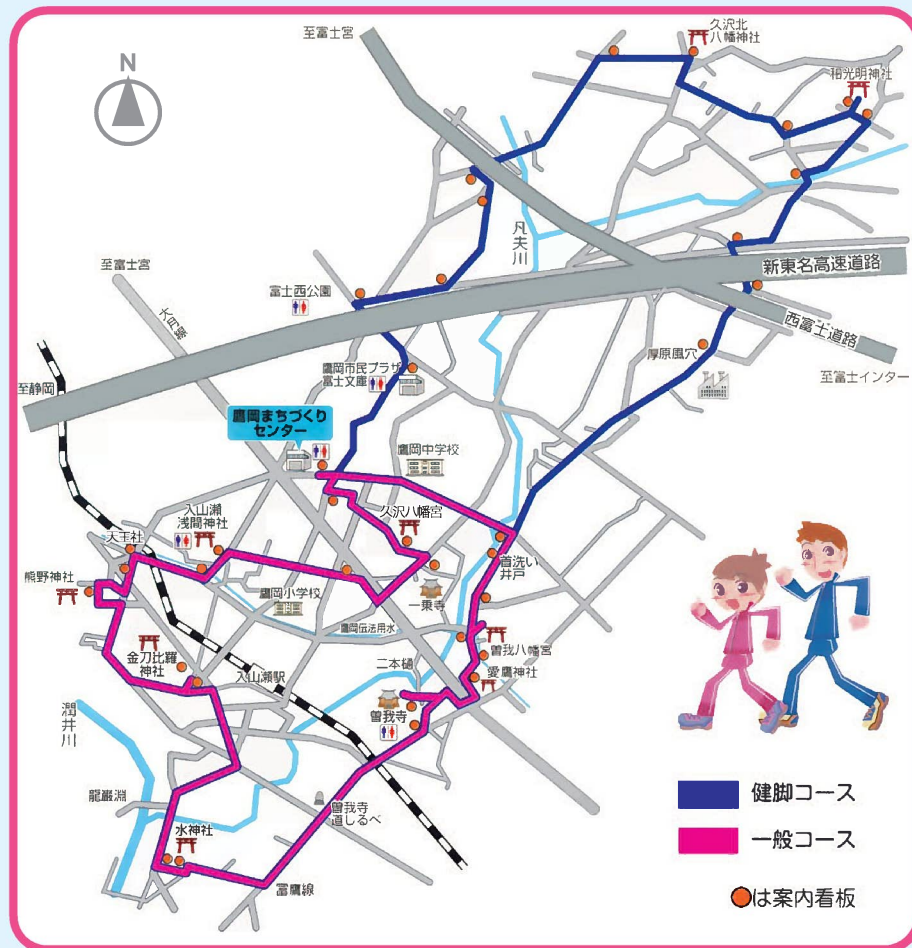 至富士宮
久沢北
八幡神社
和光明神社
N
凡夫川
至富士宮
大月線
新東名高速道路
富士西公園
西富士道路
厚原風穴
至富士インター
至静岡
鷹岡市民プラザ
富士文庫
鷹岡まちづくり
センター
鷹岡中学校
久沢八幡宮
入山瀬
浅間神社
天王社
首洗い
井戸
熊野神社
一乗寺
鷹岡小学校
鷹岡伝法用水
曽我八幡宮
二本樋
愛鷹神社
金刀比羅
神社
入山瀬駅
曽我寺
潤井川
龍巌淵
曽我寺
道しるべ
水神社
富鷹線
健脚コース
一般コース
は案内看板